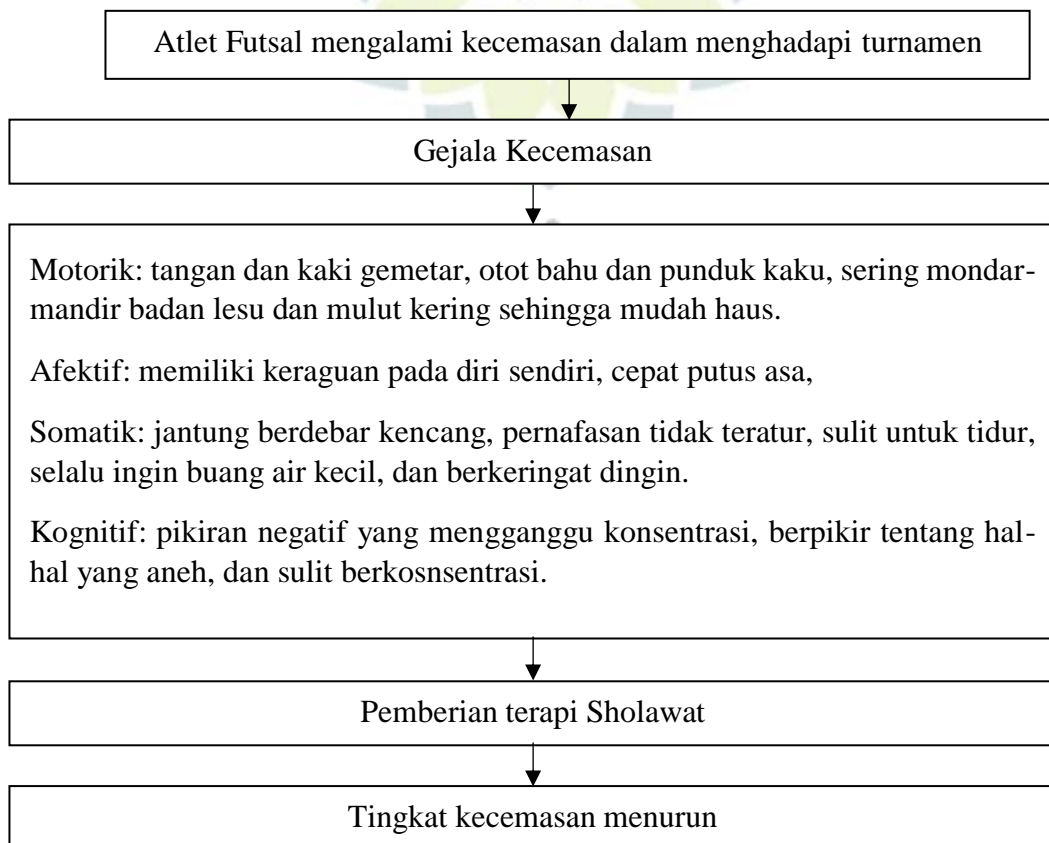 Atlet Futsal mengalami kecemasan dalam menghadapi turnamen
Gejala Kecemasan
Motorik: tangan dan kaki gemetar, otot bahu dan punduk kaku, sering mondar-
mandir badan lesu dan mulut kering sehingga mudah haus.
Afektif: memiliki keraguan pada diri sendiri, cepat putus asa,
Somatik: jantung berdebar kencang, pernafasan tidak teratur, sulit untuk tidur,
selalu ingin buang air kecil, dan berkeringat dingin.
Kognitif: pikiran negatif yang mengganggu konsentrasi, berpikir tentang hal-
hal yang aneh, dan sulit berkosnsentrasi.
Pemberian terapi Sholawat
Tingkat kecemasan menurun